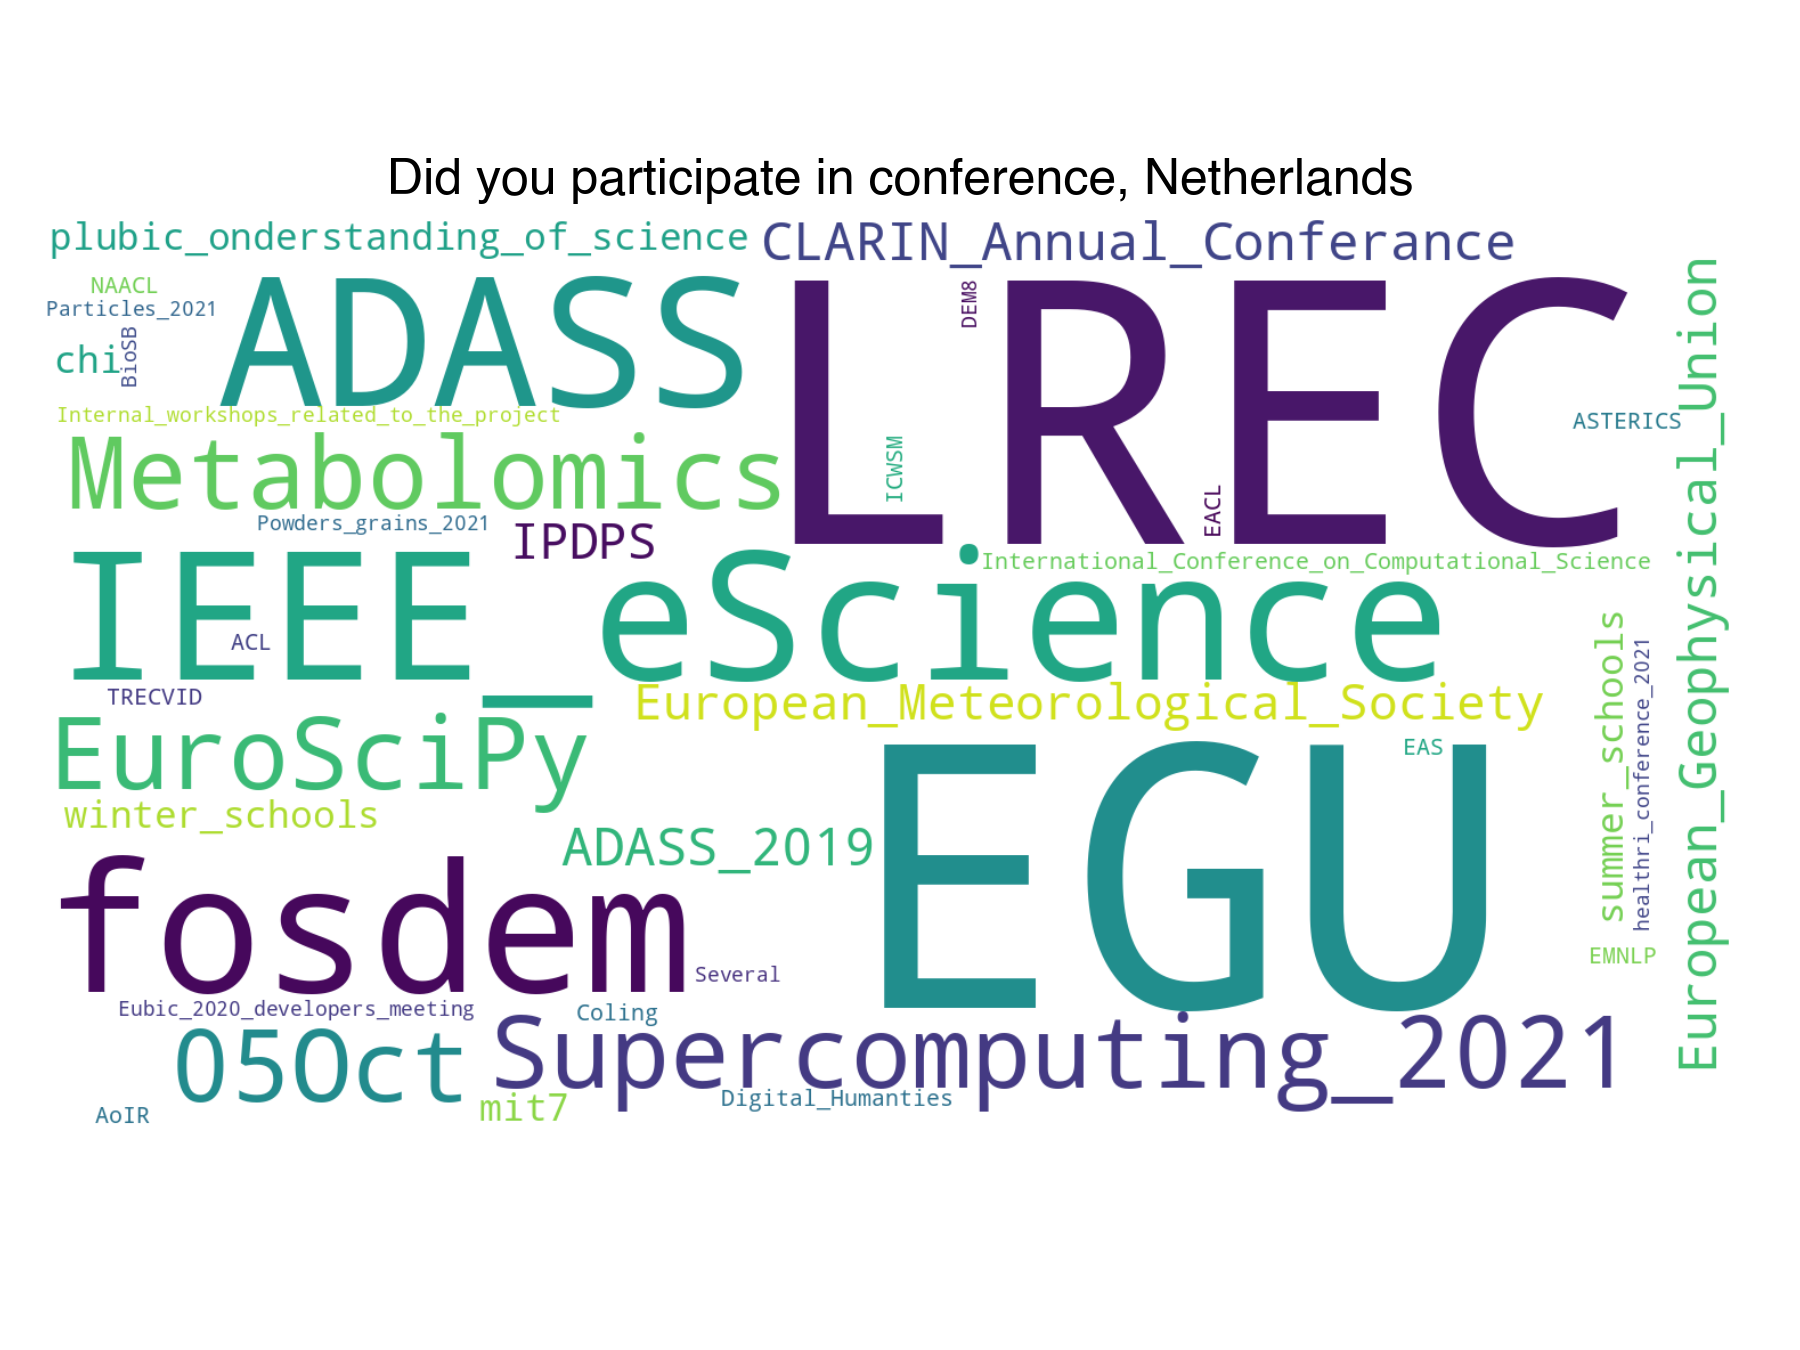 Did you participate in conference, Netherlands
plubic_onderstanding_of_science
CLARIN_Annual_Conferance
NAACL
Particles_2021
ADASS
LREC
DEM8
European_Geophysical_Union
chi
BioSB
Internal_workshops_related_to_the_project
ASTERICS
Metabolomics
ICWSM
EACL
Powders_grains_2021
IPDPS
International_Conference_on_Computational_Science
IEEE_eScience
ACL
TRECVID
European_Meteorological_Society
summer_schools
healthri_conference_2021
EuroSciPy
EAS
EGU
winter_schools
ADASS_2019
fosdem
Several
EMNLP
Eubic_2020_developers_meeting
Coling
05Oct
Supercomputing_2021
mit7
Digital_Humanties
AoIR